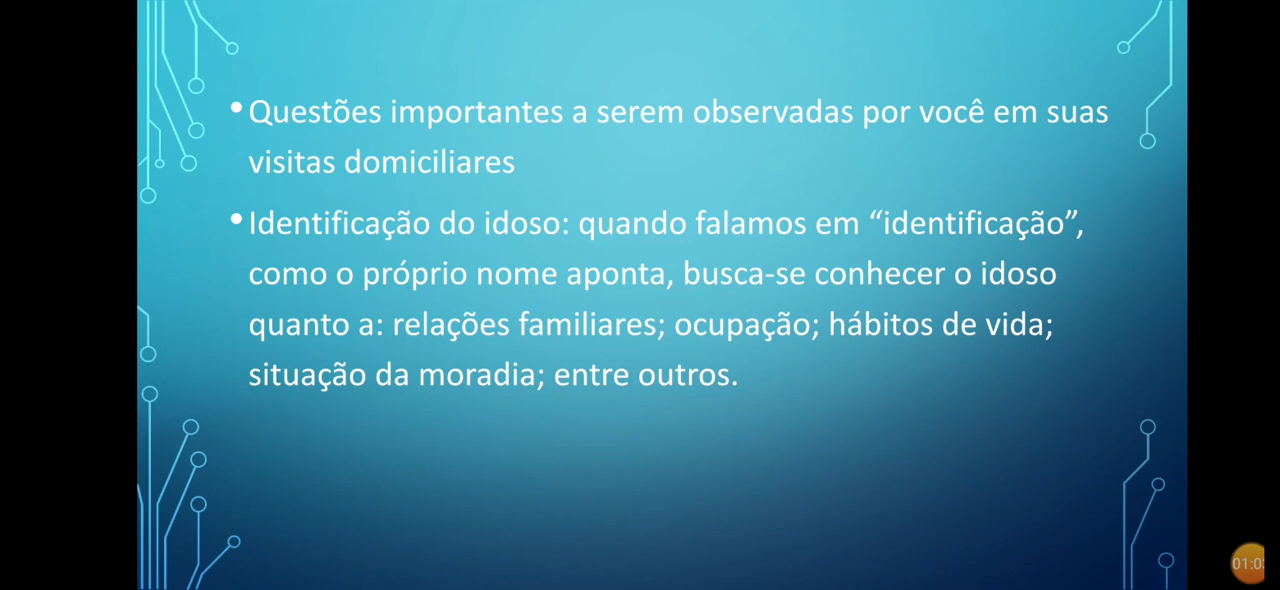 • Questões importantes a serem observadas por você em suas
visitas domiciliares
• Identificação do idoso: quando falamos em “identificação”,
como o próprio nome aponta, busca-se conhecer o idoso
quanto a: relações familiares; ocupação; hábitos de vida;
situação da moradia; entre outros.